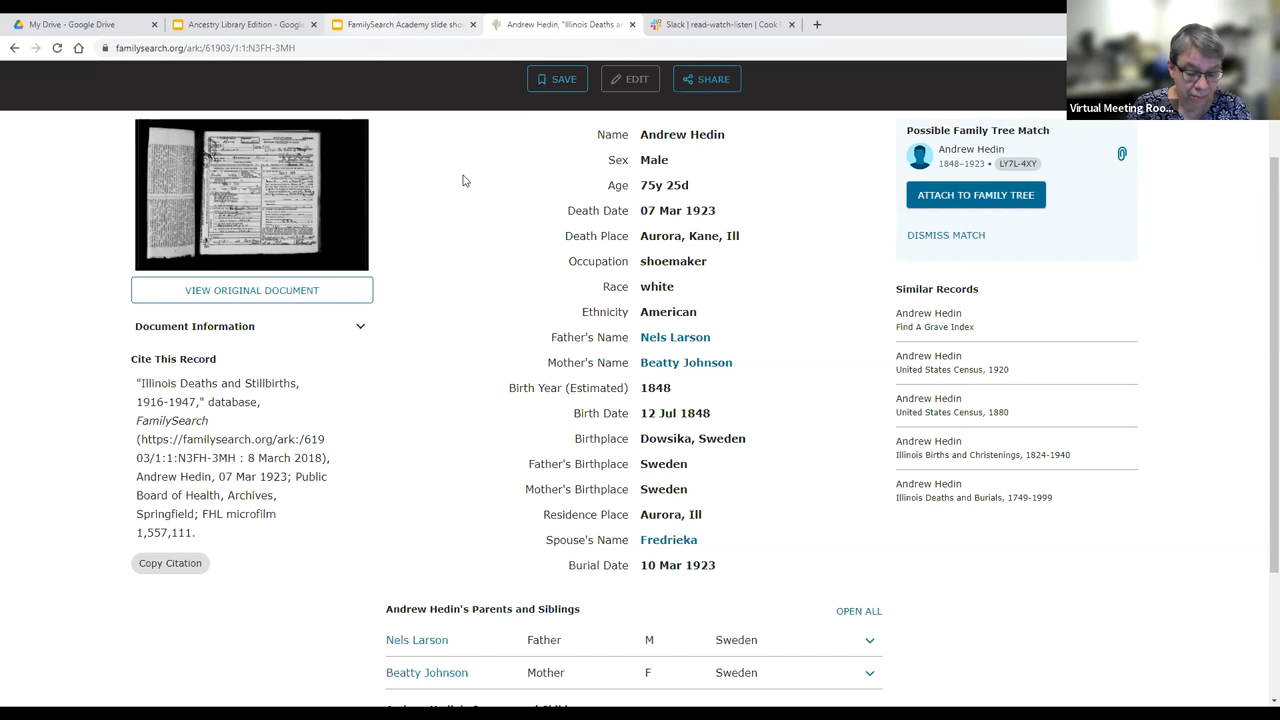 My Drive - Google Drive
Ancestry Library Edition - Googl
FamilySearch Academy slide sho
Andrew Hedin, "Illinois Deaths an
Slack | read-watch-listen | Cook
familysearch.org/ark:/61903/1:1:N3FH-3MH
SAVE
EDIT
SHARE
Virtual Meeting Roo...
VIEW ORIGINAL DOCUMENT
Document Information
Cite This Record
"Illinois Deaths and Stillbirths,
1916-1947," database,
FamilySearch
(https://familysearch.org/ark:/619
03/1:1:N3FH-3MH : 8 March 2018),
Andrew Hedin, 07 Mar 1923; Public
Board of Health, Archives,
Springfield; FHL microfilm
1,557,111.
Copy Citation
Name Andrew Hedin
Sex Male
Age 75y 25d
Death Date 07 Mar 1923
Death Place Aurora, Kane, Ill
Occupation shoemaker
Race white
Ethnicity American
Father's Name Nels Larson
Mother's Name Beatty Johnson
Birth Year (Estimated) 1848
Birth Date 12 Jul 1848
Birthplace Dowsika, Sweden
Father's Birthplace Sweden
Mother's Birthplace Sweden
Residence Place Aurora, Ill
Spouse's Name Fredrieka
Burial Date 10 Mar 1923
Andrew Hedin's Parents and Siblings OPEN ALL
Nels Larson Father M Sweden
Beatty Johnson Mother F Sweden
Possible Family Tree Match
Andrew Hedin
1848–1923 • LY7L-4XY
ATTACH TO FAMILY TREE
DISMISS MATCH
Similar Records
Andrew Hedin
Find A Grave Index
Andrew Hedin
United States Census, 1920
Andrew Hedin
United States Census, 1880
Andrew Hedin
Illinois Births and Christenings, 1824-1940
Andrew Hedin
Illinois Deaths and Burials, 1749-1999